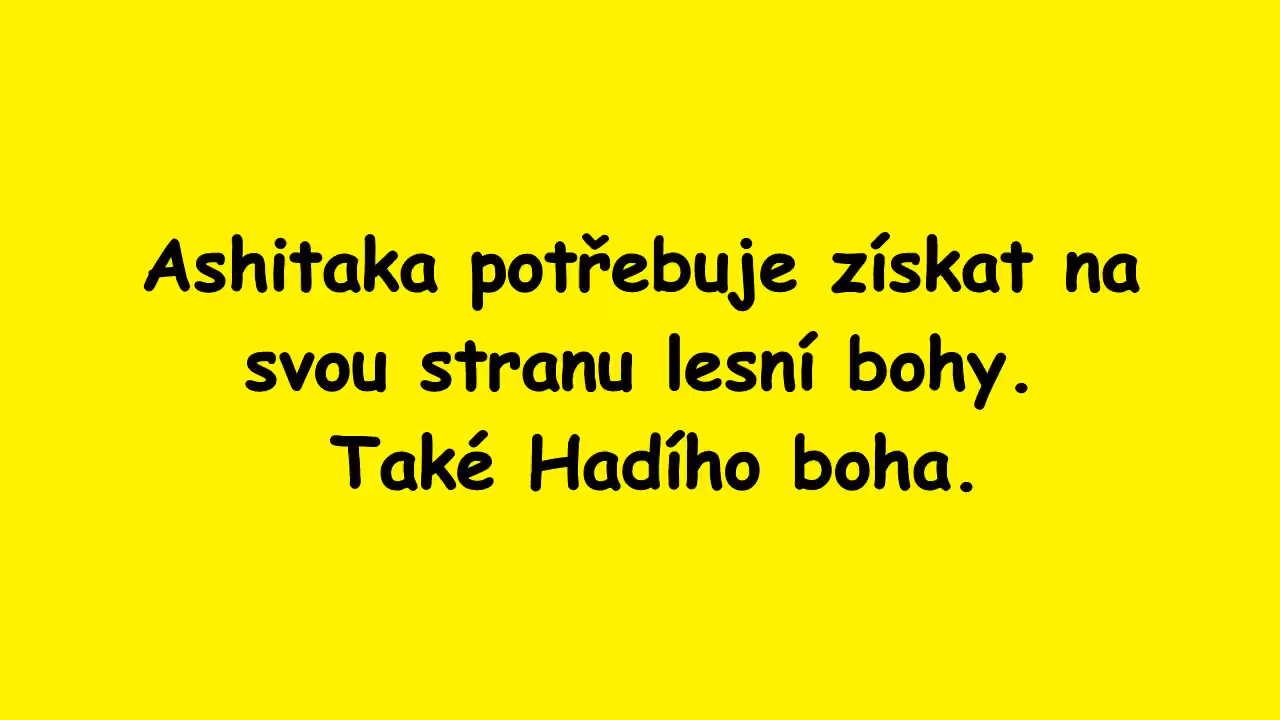 Ashitaka potřebuje získat na
svou stranu lesní bohy.
Také Hadího boha.